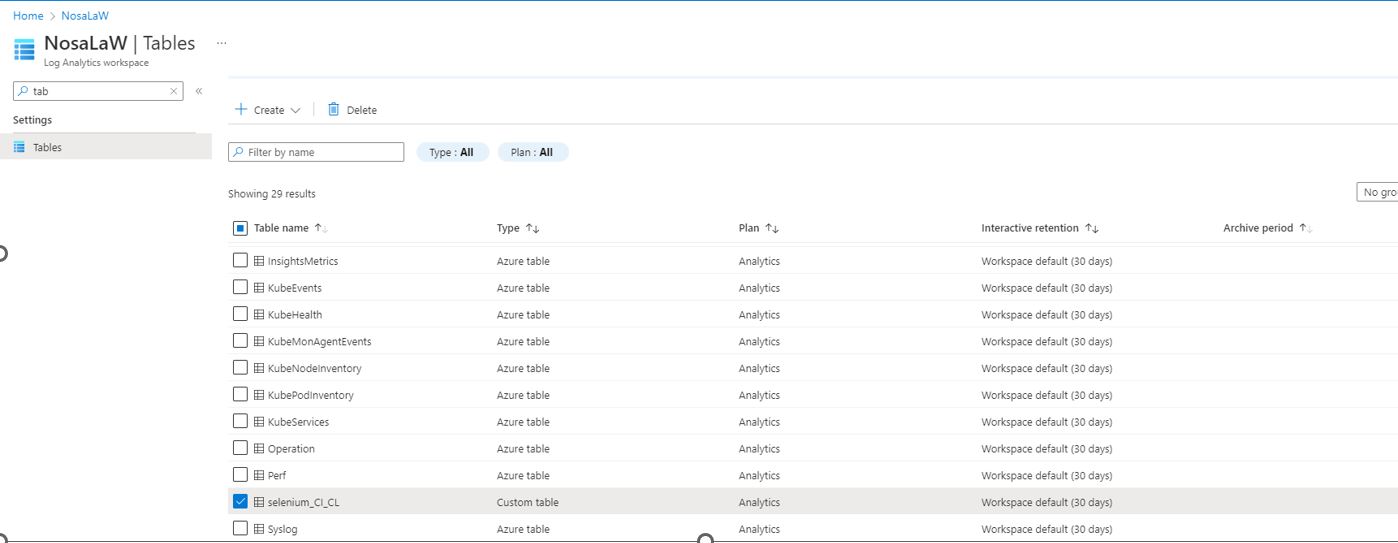 Home > NosaLaW
NosaLaW | Tables ...
Log Analytics workspace
tab
Settings
Tables
Create
Delete
Filter by name
Type : All
Plan : All
Showing 29 results
No gro
Table name Type Plan Interactive retention Archive period
InsightsMetrics Azure table Analytics Workspace default (30 days)
KubeEvents Azure table Analytics Workspace default (30 days)
KubeHealth Azure table Analytics Workspace default (30 days)
KubeMonAgentEvents Azure table Analytics Workspace default (30 days)
KubeNodeInventory Azure table Analytics Workspace default (30 days)
KubePodInventory Azure table Analytics Workspace default (30 days)
KubeServices Azure table Analytics Workspace default (30 days)
Operation Azure table Analytics Workspace default (30 days)
Perf Azure table Analytics Workspace default (30 days)
selenium_CI_CL Custom table Analytics Workspace default (30 days)
Syslog Azure table Analytics Workspace default (30 days)